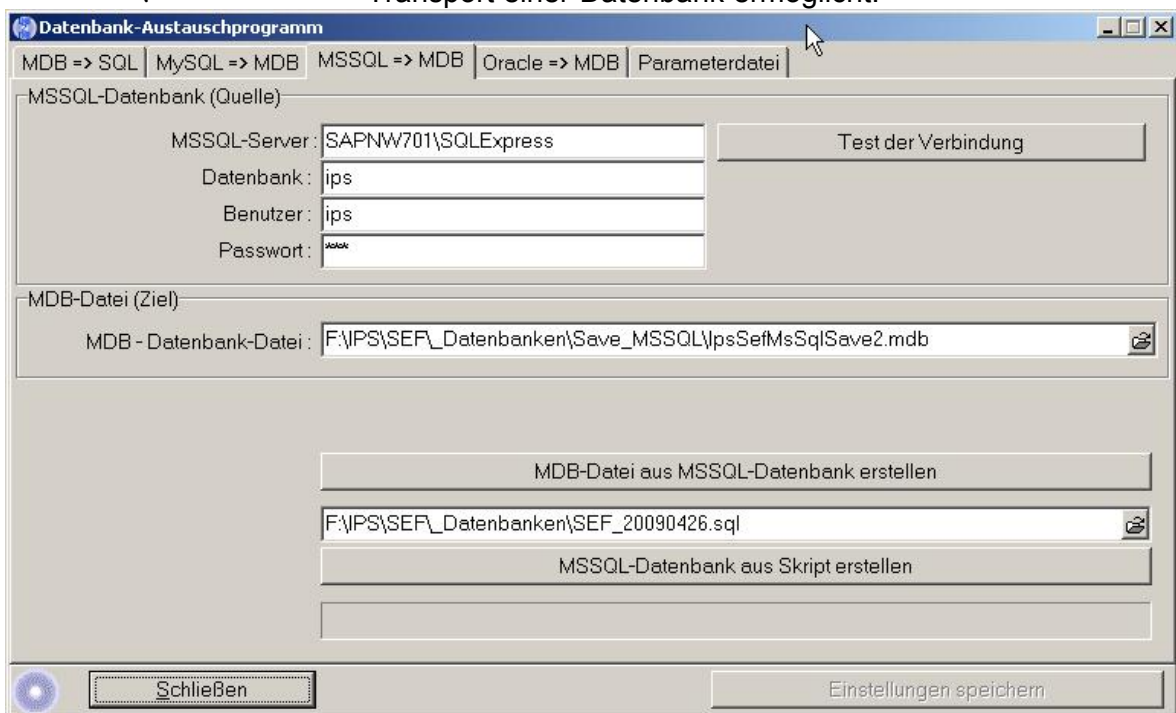 Transport einer Datenbank ermöglicht.
Datenbank-Austauschprogramm
MDB => SQL MySQL => MDB MSSQL => MDB Oracle => MDB Parameterdatei
MSSQL-Datenbank (Quelle)
MSSQL-Server : SAPNW701\SQLExpress Test der Verbindung
Datenbank : ips
Benutzer : ips
Passwort : ****
MDB-Datei (Ziel)
MDB - Datenbank-Datei : F:\IPS\SEF\_Datenbanken\Save_MSSQL\IpsSefMsSqlSave2.mdb
MDB-Datei aus MSSQL-Datenbank erstellen
F:\IPS\SEF\_Datenbanken\SEF_20090426.sql
MSSQL-Datenbank aus Skript erstellen
Schließen Einstellungen speichern